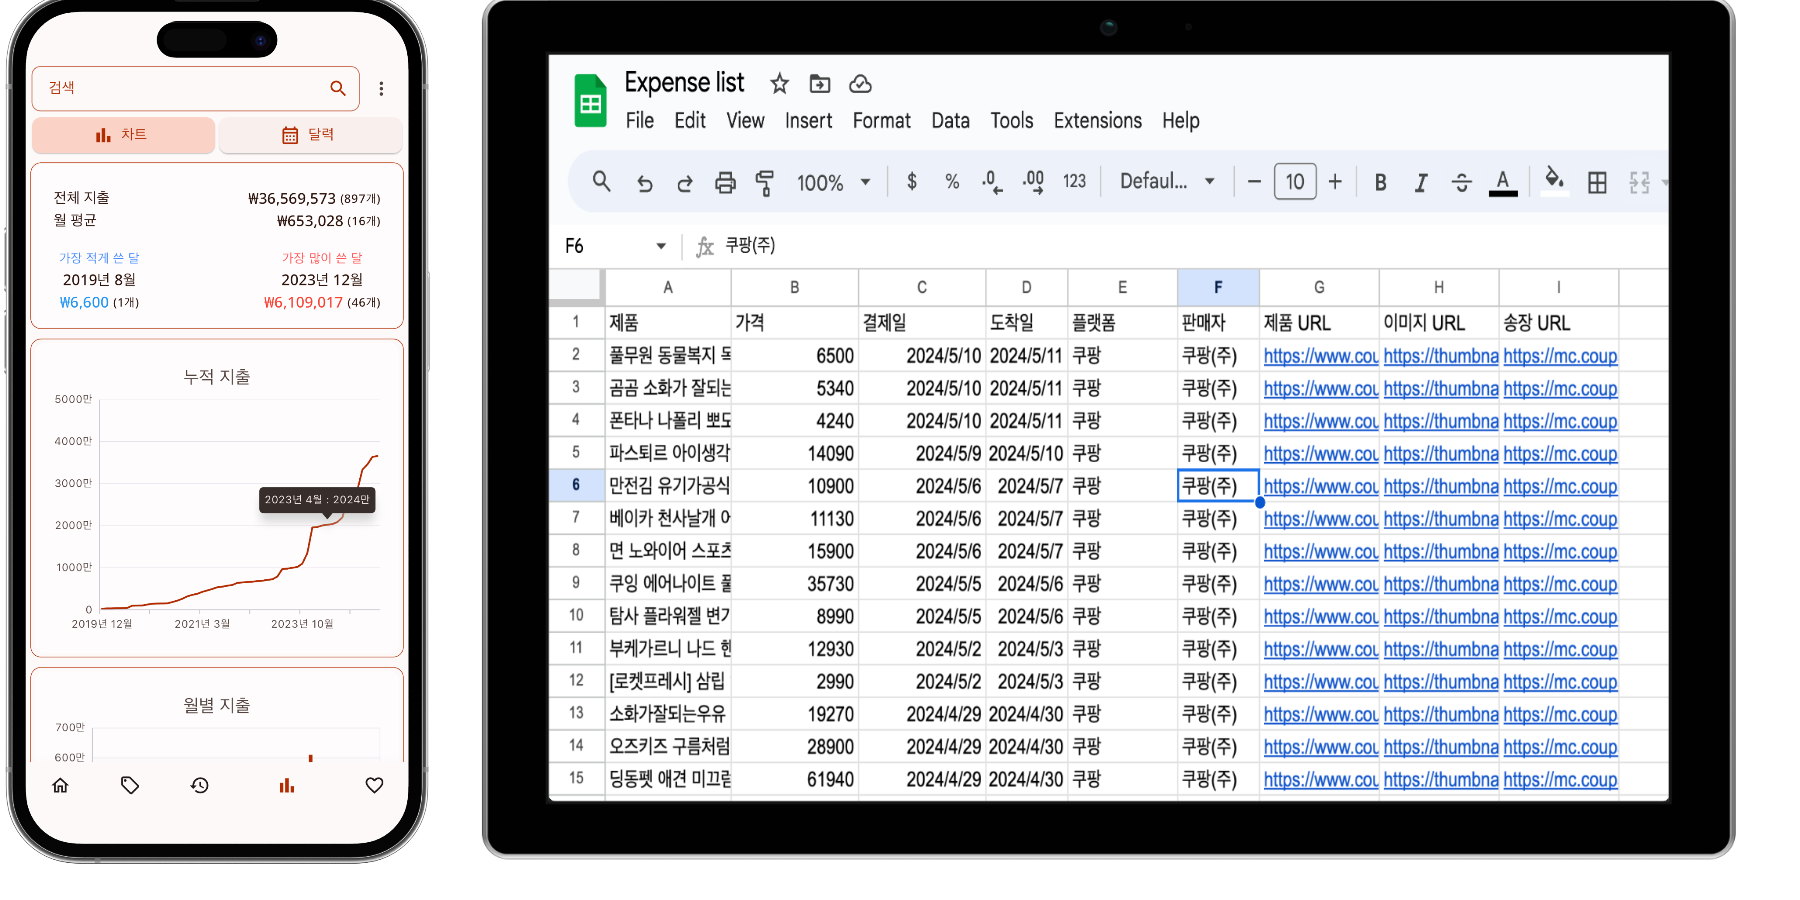 검색
차트 달력
전체 지출 ₩36,569,573 (897개)
월 평균 ₩653,028 (16개)
가장 적게 쓴 달 가장 많이 쓴 달
2019년 8월 2023년 12월
₩6,600 (1개) ₩6,109,017 (46개)
누적 지출
5000만
4000만
3000만
2023년 4월 : 2024만
2000만
1000만
0
2019년 12월 2021년 3월 2023년 10월
월별 지출
700만
600만
Expense list
File Edit View Insert Format Data Tools Extensions Help
100% $ % .0 .00 123 Defaul... − 10 + B I S A
F6 fx 쿠팡(주)
A B C D E F G H I
1 제품 가격 결제일 도착일 플랫폼 판매자 제품 URL 이미지 URL 송장 URL
2 풀무원 동물복지 목 6500 2024/5/10 2024/5/11 쿠팡 쿠팡(주) https://www.cou https://thumbna https://mc.coup
3 곰곰 소화가 잘되는 5340 2024/5/10 2024/5/11 쿠팡 쿠팡(주) https://www.cou https://thumbna https://mc.coup
4 폰타나 나폴리 뽀모 4240 2024/5/10 2024/5/11 쿠팡 쿠팡(주) https://www.cou https://thumbna https://mc.coup
5 파스퇴르 아이생각 14090 2024/5/9 2024/5/10 쿠팡 쿠팡(주) https://www.cou https://thumbna https://mc.coup
6 만전김 유기가공식 10900 2024/5/6 2024/5/7 쿠팡 쿠팡(주) https://www.cou https://thumbna https://mc.coup
7 베이카 천사날개 어 11130 2024/5/6 2024/5/7 쿠팡 쿠팡(주) https://www.cou https://thumbna https://mc.coup
8 면 노와이어 스포츠 15900 2024/5/6 2024/5/7 쿠팡 쿠팡(주) https://www.cou https://thumbna https://mc.coup
9 쿠잉 에어나이트 풀 35730 2024/5/5 2024/5/6 쿠팡 쿠팡(주) https://www.cou https://thumbna https://mc.coup
10 탐사 플라워젤 변기 8990 2024/5/5 2024/5/6 쿠팡 쿠팡(주) https://www.cou https://thumbna https://mc.coup
11 부케가르니 나드 핸 12930 2024/5/2 2024/5/3 쿠팡 쿠팡(주) https://www.cou https://thumbna https://mc.coup
12 [로켓프레시] 삼립 2990 2024/5/2 2024/5/3 쿠팡 쿠팡(주) https://www.cou https://thumbna https://mc.coup
13 소화가잘되는우유 19270 2024/4/29 2024/4/30 쿠팡 쿠팡(주) https://www.cou https://thumbna https://mc.coup
14 오즈키즈 구름처럼 28900 2024/4/29 2024/4/30 쿠팡 쿠팡(주) https://www.cou https://thumbna https://mc.coup
15 딩동펫 애견 미끄럼 61940 2024/4/29 2024/4/30 쿠팡 쿠팡(주) https://www.cou https://thumbna https://mc.coup